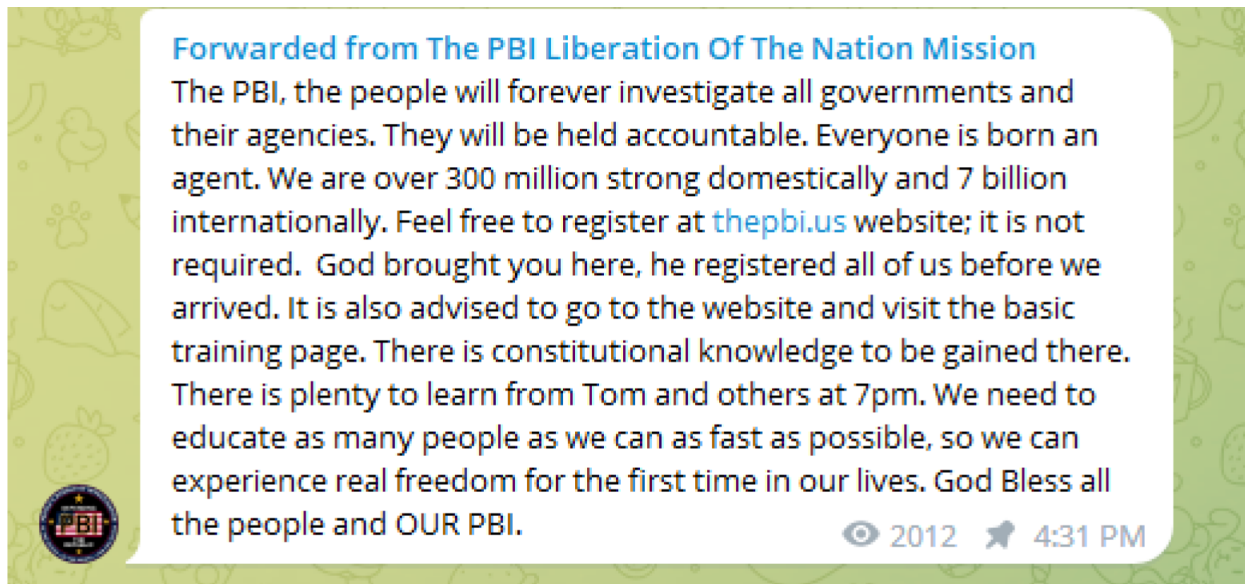 Forwarded from The PBI Liberation Of The Nation Mission
The PBI, the people will forever investigate all governments and
their agencies. They will be held accountable. Everyone is born an
agent. We are over 300 million strong domestically and 7 billion
internationally. Feel free to register at thepbi.us website; it is not
required.  God brought you here, he registered all of us before we
arrived. It is also advised to go to the website and visit the basic
training page. There is constitutional knowledge to be gained there.
There is plenty to learn from Tom and others at 7pm. We need to
educate as many people as we can as fast as possible, so we can
experience real freedom for the first time in our lives. God Bless all
the people and OUR PBI.
2012 4:31 PM
PBI